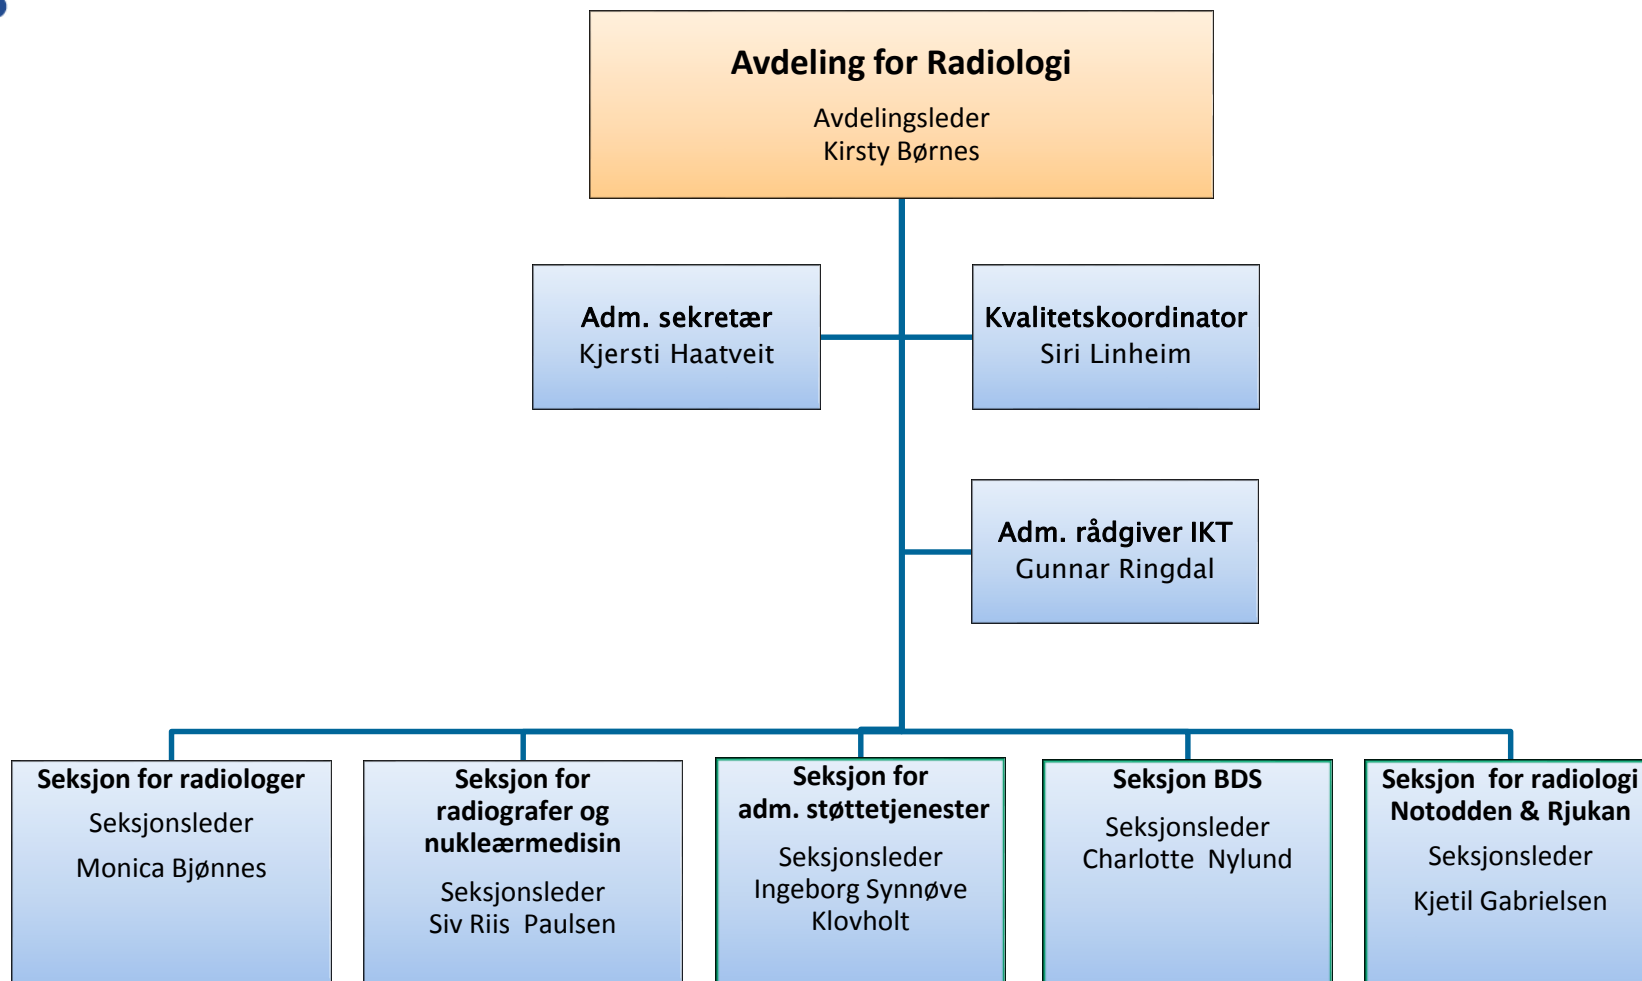 Avdeling for Radiologi
Avdelingsleder
Kirsty Børnes
Adm. sekretær
Kjersti Haatveit
Kvalitetskoordinator
Siri Linheim
Adm. rådgiver IKT
Gunnar Ringdal
Seksjon for radiologer
Seksjonsleder
Monica Bjønnes
Seksjon for
radiografer og
nukleærmedisin
Seksjonsleder
Siv Riis Paulsen
Seksjon for
adm. støttetjenester
Seksjonsleder
Ingeborg Synnøve
Klovholt
Seksjon BDS
Seksjonsleder
Charlotte Nylund
Seksjon for radiologi
Notodden & Rjukan
Seksjonsleder
Kjetil Gabrielsen